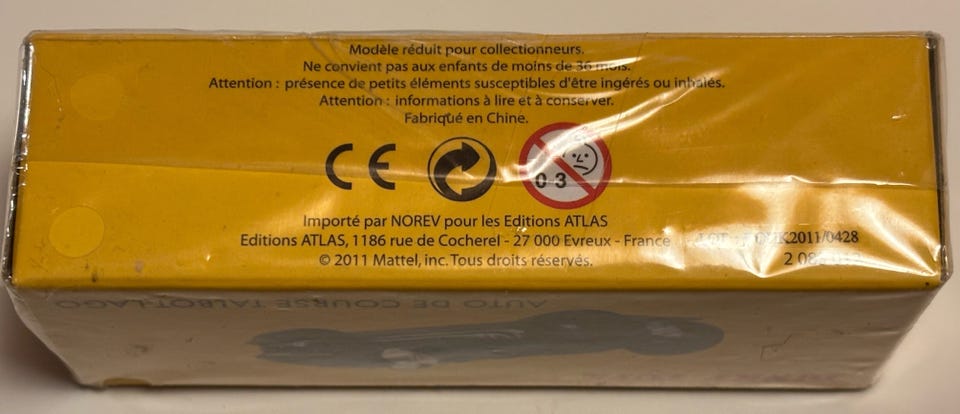 Modèle réduit pour collectionneurs.
Ne convient pas aux enfants de moins de 36 mois.
Attention : présence de petits éléments susceptibles d'être ingérés ou inhalés.
Attention : informations à lire et à conserver.
Fabriqué en Chine.
CE
0-3
Importé par NOREV pour les Editions ATLAS
Editions ATLAS, 1186 rue de Cocherel - 27 000 Evreux - France
2011/0428
© 2011 Mattel, inc. Tous droits réservés.
AUTO DE COURSE TALBOT-LAGO